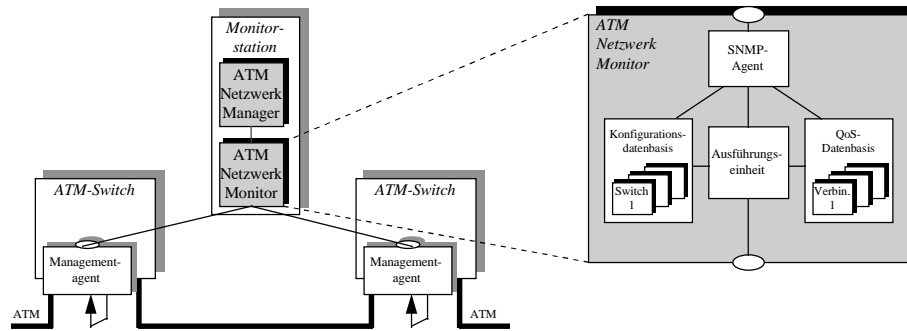 Monitor-
station
ATM
Netzwerk
Manager
ATM
Netzwerk
Monitor
ATM-Switch
Management-
agent
ATM
ATM-Switch
Management-
agent
ATM
ATM
Netzwerk
Monitor
SNMP-
Agent
Konfigurations-
datenbasis
Switch
1
Ausführungs-
einheit
QoS-
Datenbasis
Verbin.
1